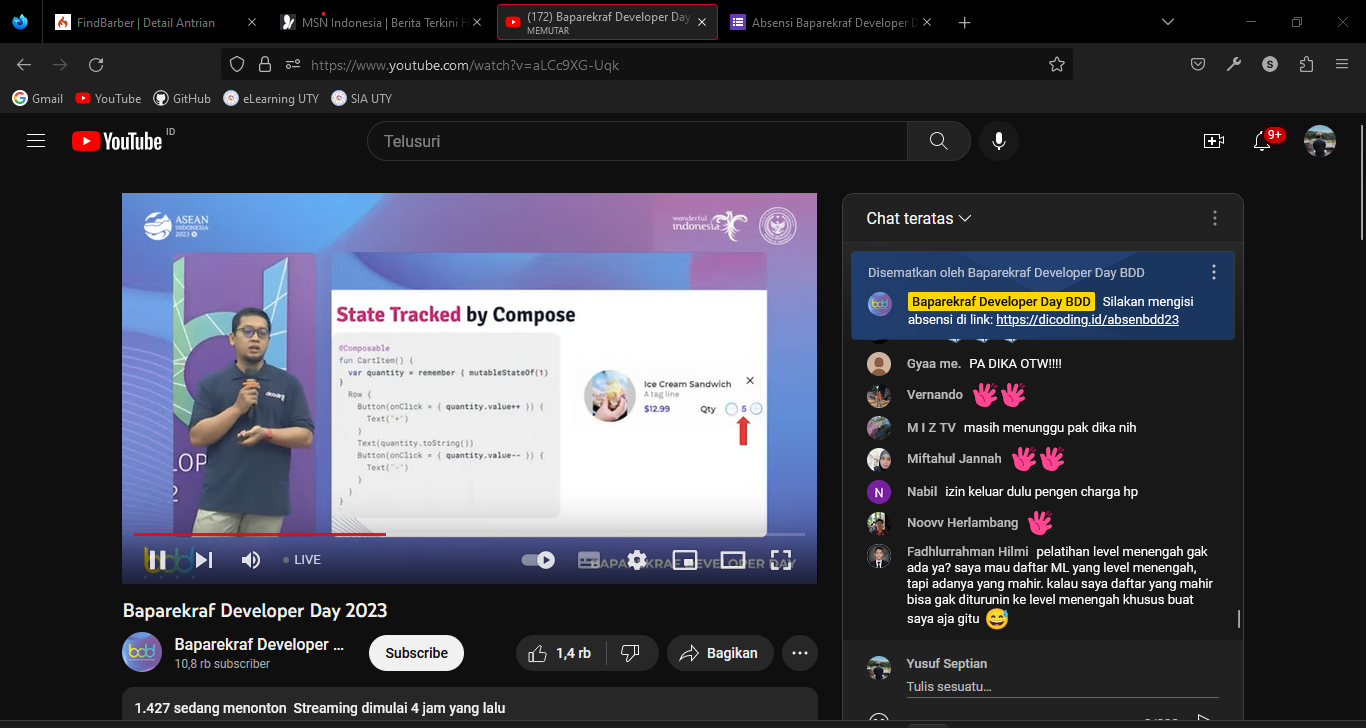 FindBarber | Detail Antrian
MSN Indonesia | Berita Terkini H
(172) Baparekraf Developer Day
MEMUTAR
Absensi Baparekraf Developer D
https://www.youtube.com/watch?v=aLCc9XG-Uqk
S
Gmail
YouTube
GitHub
eLearning UTY
SIA UTY
YouTube ID
Telusuri
9+
ASEAN
INDONESIA
2023
wonderful
indonesia
State Tracked by Compose
@Composable
fun CartItem() {
var quantity = remember { mutableStateOf(1)
}
Row {
Button(onClick = { quantity.value++ }) {
Text("+")
}
Text(quantity.toString())
Button(onClick = { quantity.value-- }) {
Text("-")
}
}
}
Ice Cream Sandwich
A tag line
$12.99
Qty
5
dicoding
LOP
2
bdd
LIVE
BAPAREKRAF DEVELOPER DAY
Baparekraf Developer Day 2023
bdd
Baparekraf Developer ...
10,8 rb subscriber
Subscribe
1,4 rb
Bagikan
1.427 sedang menonton Streaming dimulai 4 jam yang lalu
Chat teratas
Disematkan oleh Baparekraf Developer Day BDD
bdd
Baparekraf Developer Day BDD Silakan mengisi
absensi di link: https://dicoding.id/absenbdd23
Gyaa me. PA DIKA OTW!!!!
Vernando
M I Z TV masih menunggu pak dika nih
Miftahul Jannah
N
Nabil izin keluar dulu pengen charga hp
Noovv Herlambang
Fadhlurrahman Hilmi pelatihan level menengah gak
ada ya? saya mau daftar ML yang level menengah,
tapi adanya yang mahir. kalau saya daftar yang mahir
bisa gak diturunin ke level menengah khusus buat
saya aja gitu 😅
Yusuf Septian
Tulis sesuatu...